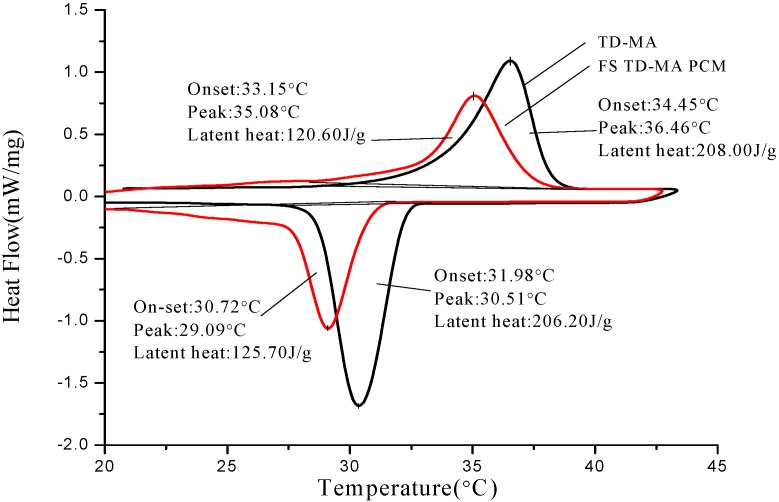 1.5
1.0
0.5
0.0
-0.5
-1.0
-1.5
-2.0
Heat Flow(mW/mg)
TD-MA
FS TD-MA PCM
Onset:33.15°C
Peak:35.08°C
Latent heat:120.60J/g
Onset:34.45°C
Peak:36.46°C
Latent heat:208.00J/g
Onset:31.98°C
Peak:30.51°C
Latent heat:206.20J/g
On-set:30.72°C
Peak:29.09°C
Latent heat:125.70J/g
20
25
30
35
40
45
Temperature(°C)